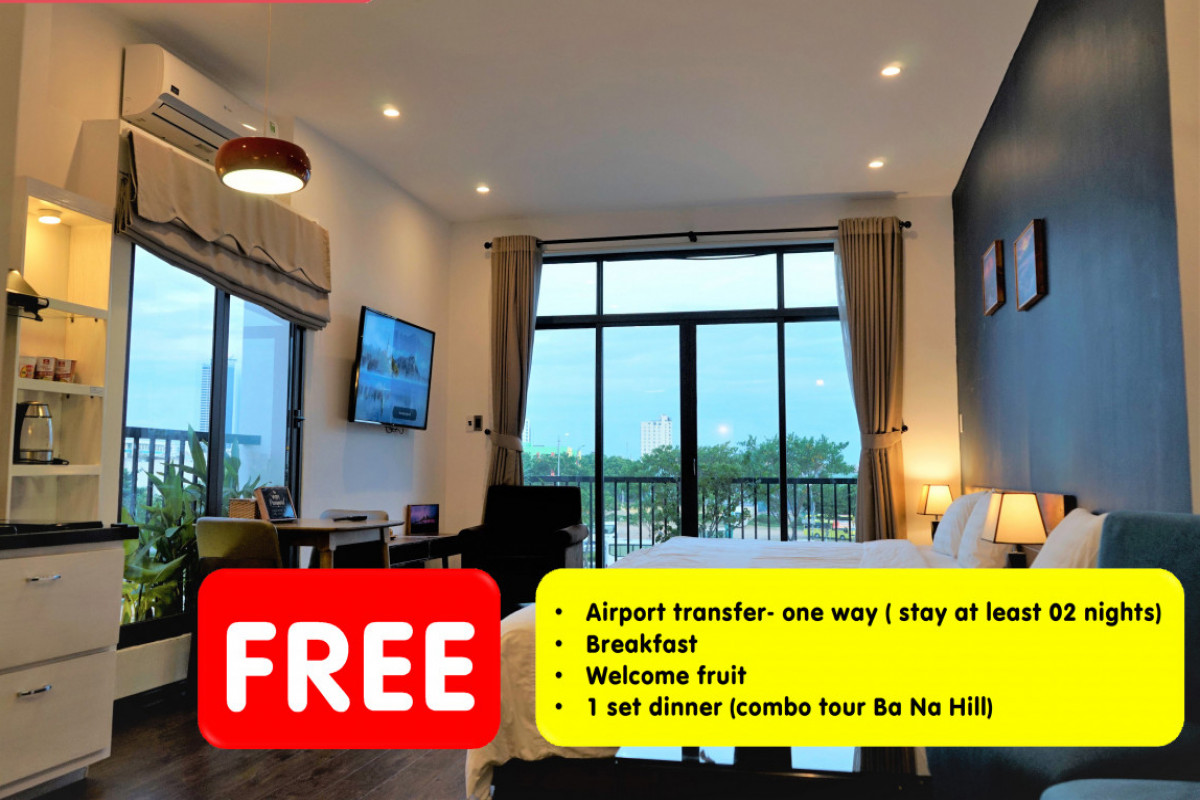 FREE
• Airport transfer- one way ( stay at least 02 nights)
• Breakfast
• Welcome fruit
• 1 set dinner (combo tour Ba Na Hill)